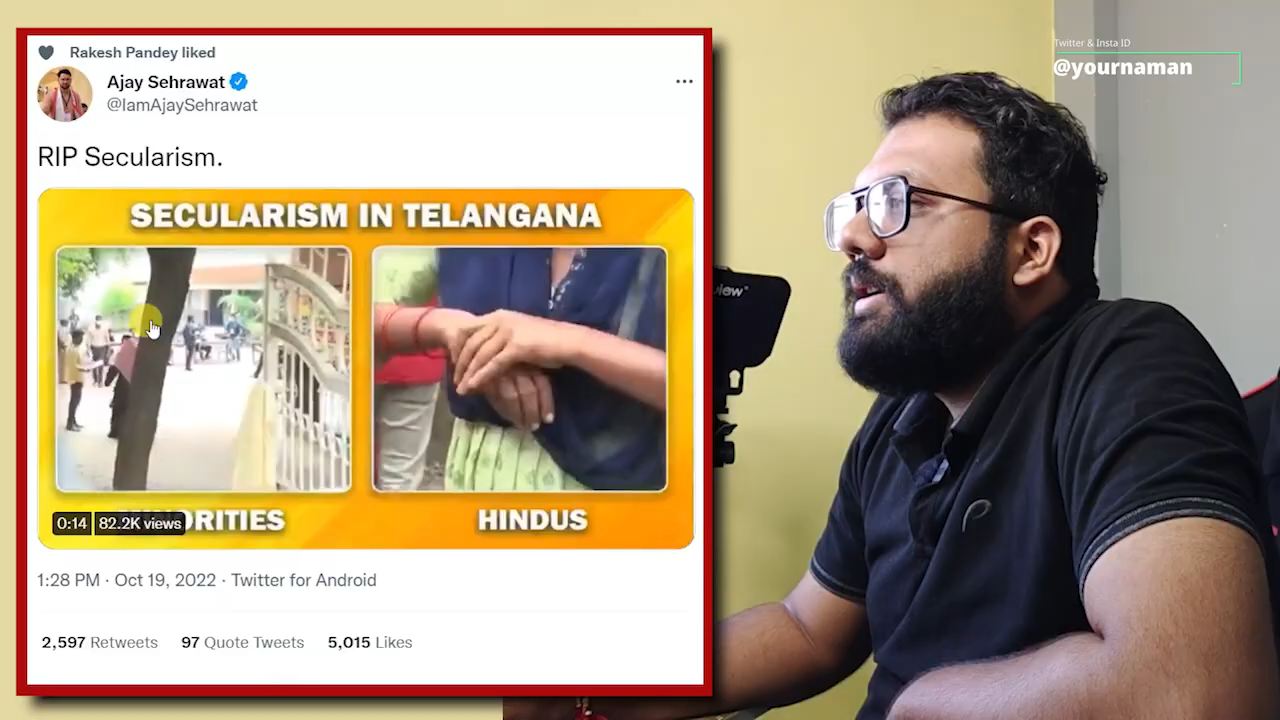 Rakesh Pandey liked
Ajay Sehrawat
@IamAjaySehrawat
RIP Secularism.
SECULARISM IN TELANGANA
0:14 82.2K views
HINDUS
1:28 PM · Oct 19, 2022 · Twitter for Android
2,597 Retweets 97 Quote Tweets 5,015 Likes
Twitter & Insta ID
@yournaman